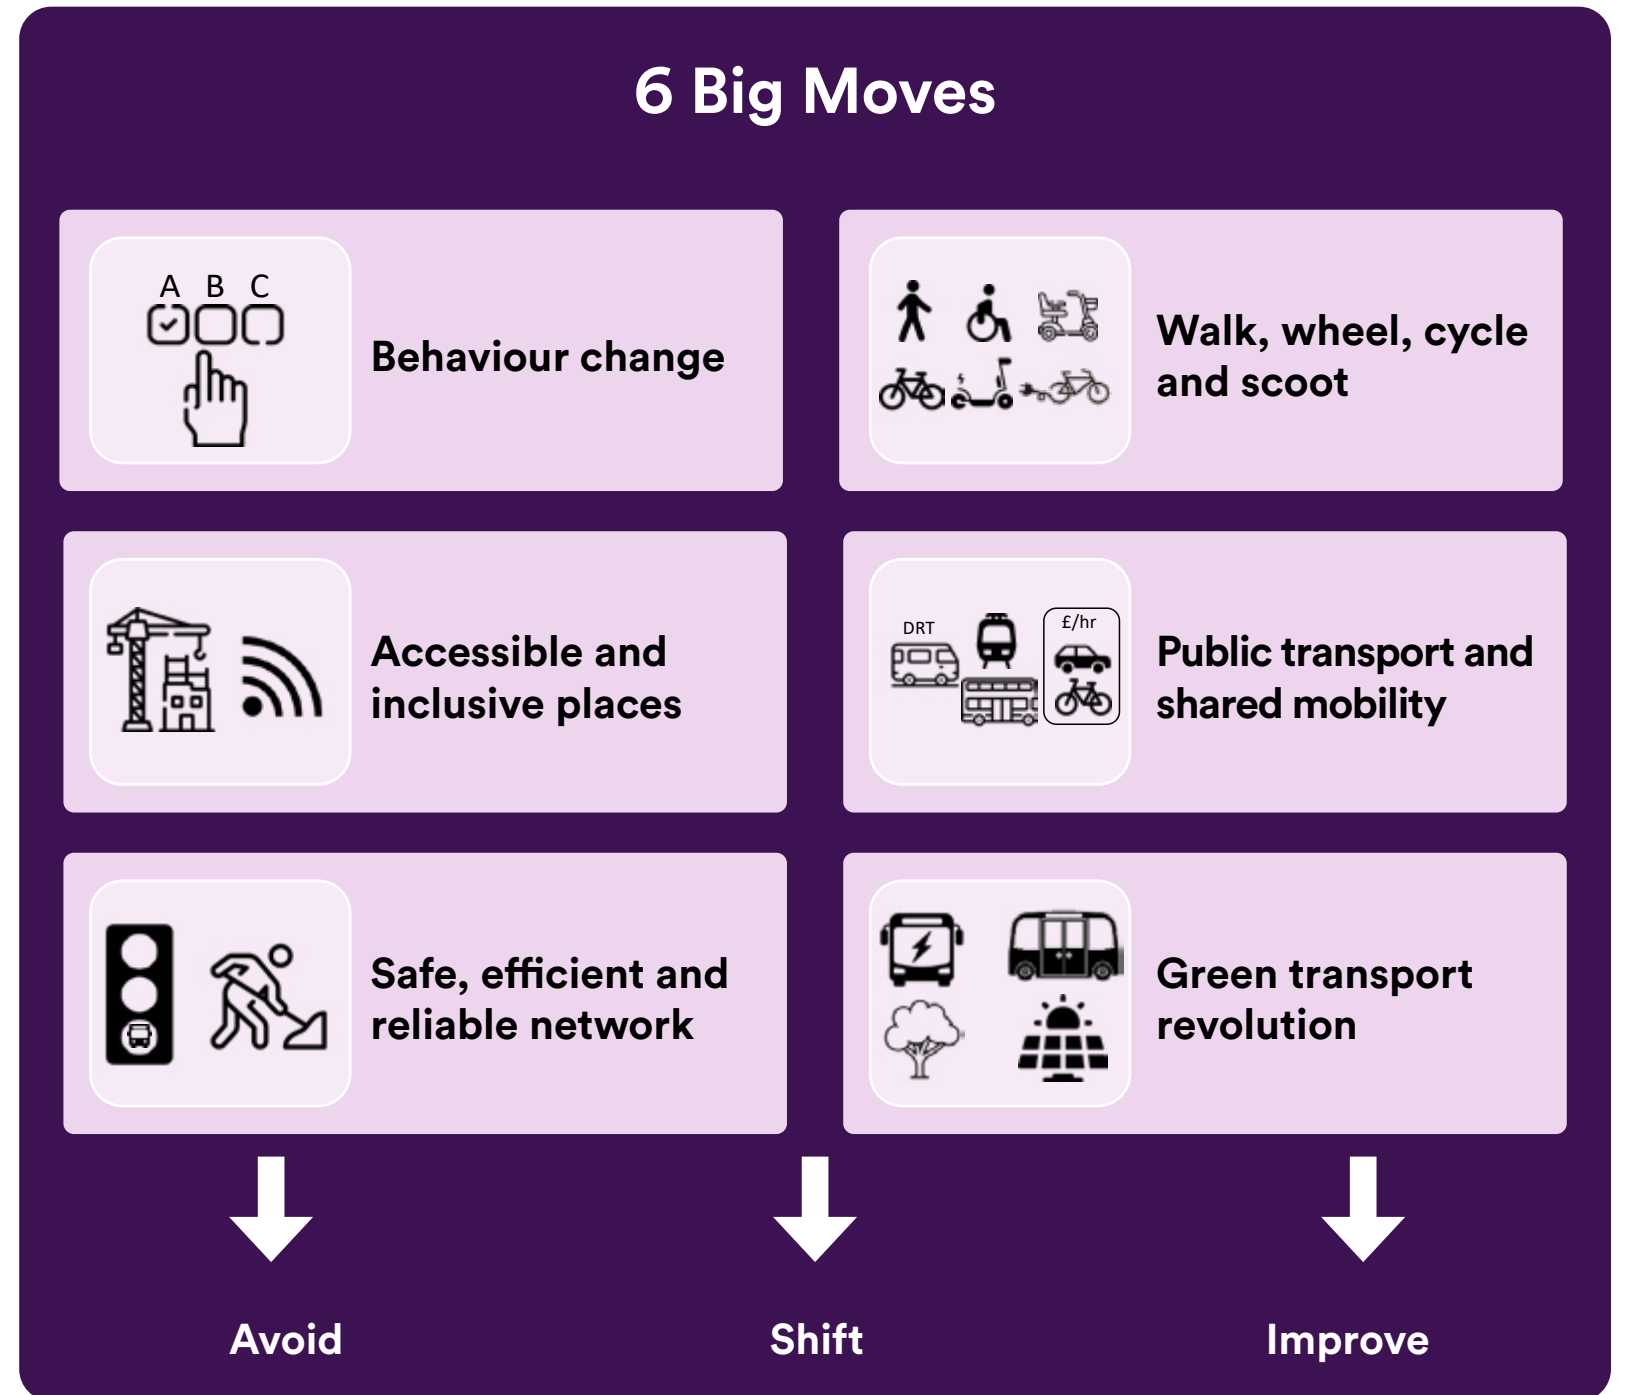 6 Big Moves
A B C
Behaviour change
Walk, wheel, cycle
and scoot
Accessible and
inclusive places
DRT
£/hr
Public transport and
shared mobility
Safe, efficient and
reliable network
Green transport
revolution
Avoid
Shift
Improve